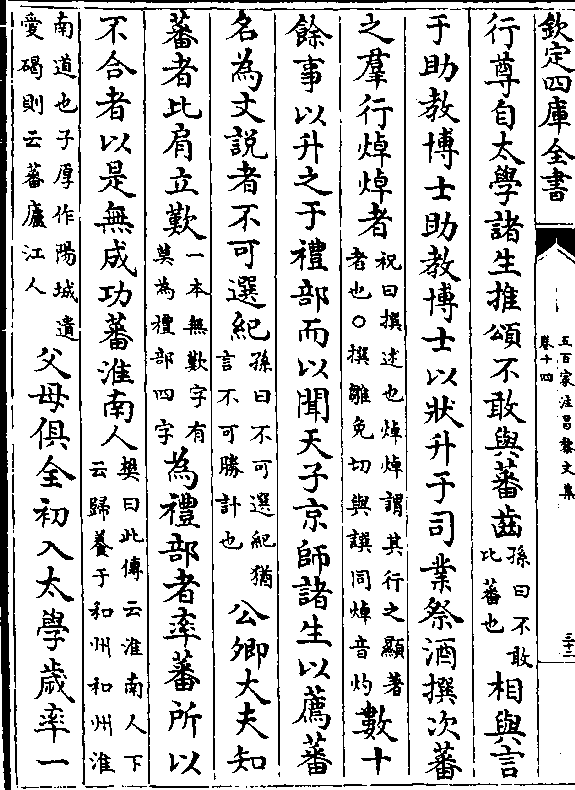 欽定四庫全書
五百家注昌黎文集
卷十四
三十二
行尊自太學諸生推頌不敢與蕃齒孫曰不敢比蕃也相與言
于助教博士助教博士以狀升于司業祭酒撰次蕃
之羣行焯焯者祝曰撰述也焯焯謂其行之顯著者也○撰雛免切與譔同焯音灼數十
餘事以升之于禮部而以聞天子京師諸生以薦蕃
名為文說者不可選紀孫曰不可選紀猶言不可勝計也公卿大夫知
蕃者比肩立歎一本無歎字有莫為禮部四字為禮部者率蕃所以
不合者以是無成功蕃淮南人樊曰此傳云淮南人下云歸養于和州和州淮
南道也子厚作陽城遺愛碣則云蕃廬江人父母俱全初入太學歲率一